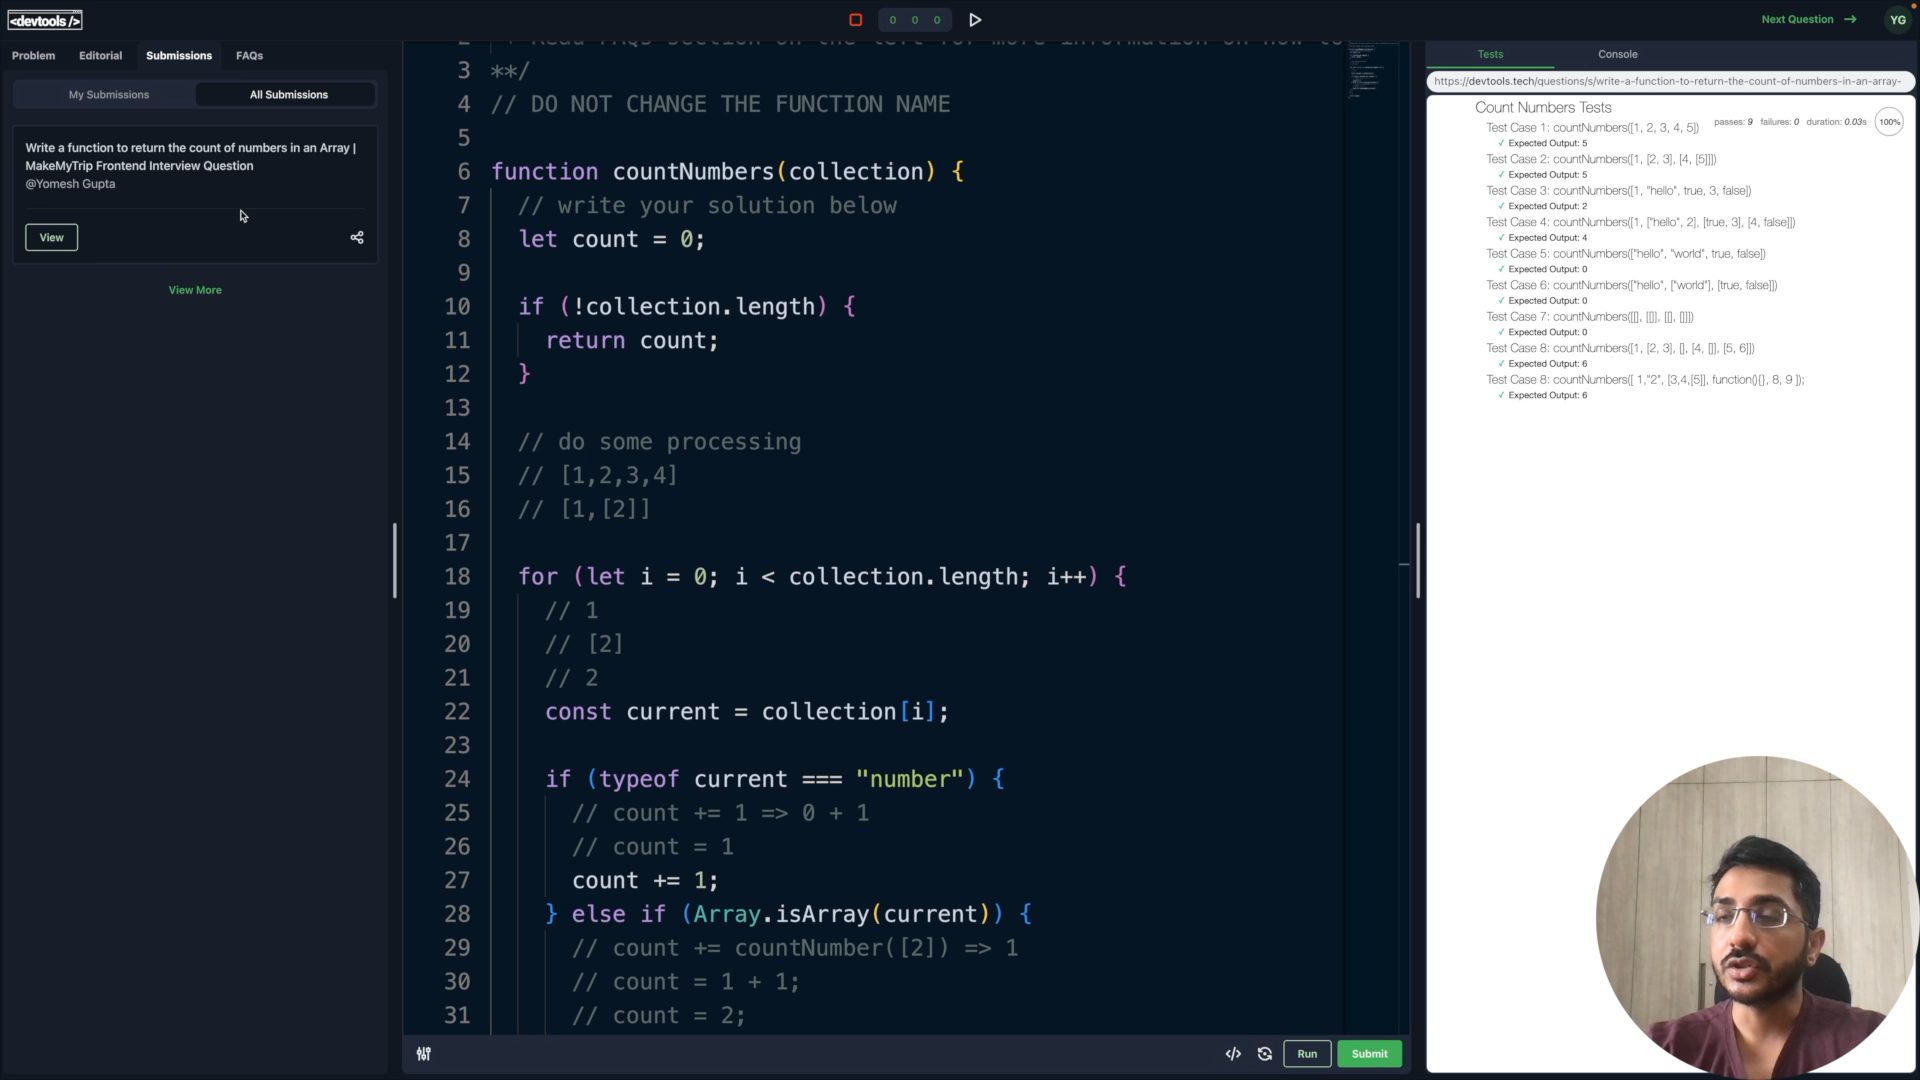 <devtools />
0 0 0
Next Question →
YG
Problem
Editorial
Submissions
FAQs
My Submissions
All Submissions
Write a function to return the count of numbers in an Array |
MakeMyTrip Frontend Interview Question
@Yomesh Gupta
View
View More
2 * Read FAQs section on the left for more information on how to
3 **/
4 // DO NOT CHANGE THE FUNCTION NAME
5
6 function countNumbers(collection) {
7 // write your solution below
8 let count = 0;
9
10 if (!collection.length) {
11 return count;
12 }
13
14 // do some processing
15 // [1,2,3,4]
16 // [1,[2]]
17
18 for (let i = 0; i < collection.length; i++) {
19 // 1
20 // [2]
21 // 2
22 const current = collection[i];
23
24 if (typeof current === "number") {
25 // count += 1 => 0 + 1
26 // count = 1
27 count += 1;
28 } else if (Array.isArray(current)) {
29 // count += countNumber([2]) => 1
30 // count = 1 + 1;
31 // count = 2;
</> Run Submit
Tests
Console
https://devtools.tech/questions/s/write-a-function-to-return-the-count-of-numbers-in-an-array-
Count Numbers Tests
passes: 9 failures: 0 duration: 0.03s 100%
Test Case 1: countNumbers([1, 2, 3, 4, 5])
✓ Expected Output: 5
Test Case 2: countNumbers([1, [2, 3], [4, [5]]])
✓ Expected Output: 5
Test Case 3: countNumbers([1, "hello", true, 3, false])
✓ Expected Output: 2
Test Case 4: countNumbers([1, ["hello", 2], [true, 3], [4, false]])
✓ Expected Output: 4
Test Case 5: countNumbers(["hello", "world", true, false])
✓ Expected Output: 0
Test Case 6: countNumbers(["hello", ["world"], [true, false]])
✓ Expected Output: 0
Test Case 7: countNumbers([[], [[]], [[], []]])
✓ Expected Output: 0
Test Case 8: countNumbers([1, [2, 3], [], [4, []], [5, 6]])
✓ Expected Output: 6
Test Case 8: countNumbers([ 1,"2", [3,4,[5]], function(){}, 8, 9 ]);
✓ Expected Output: 6